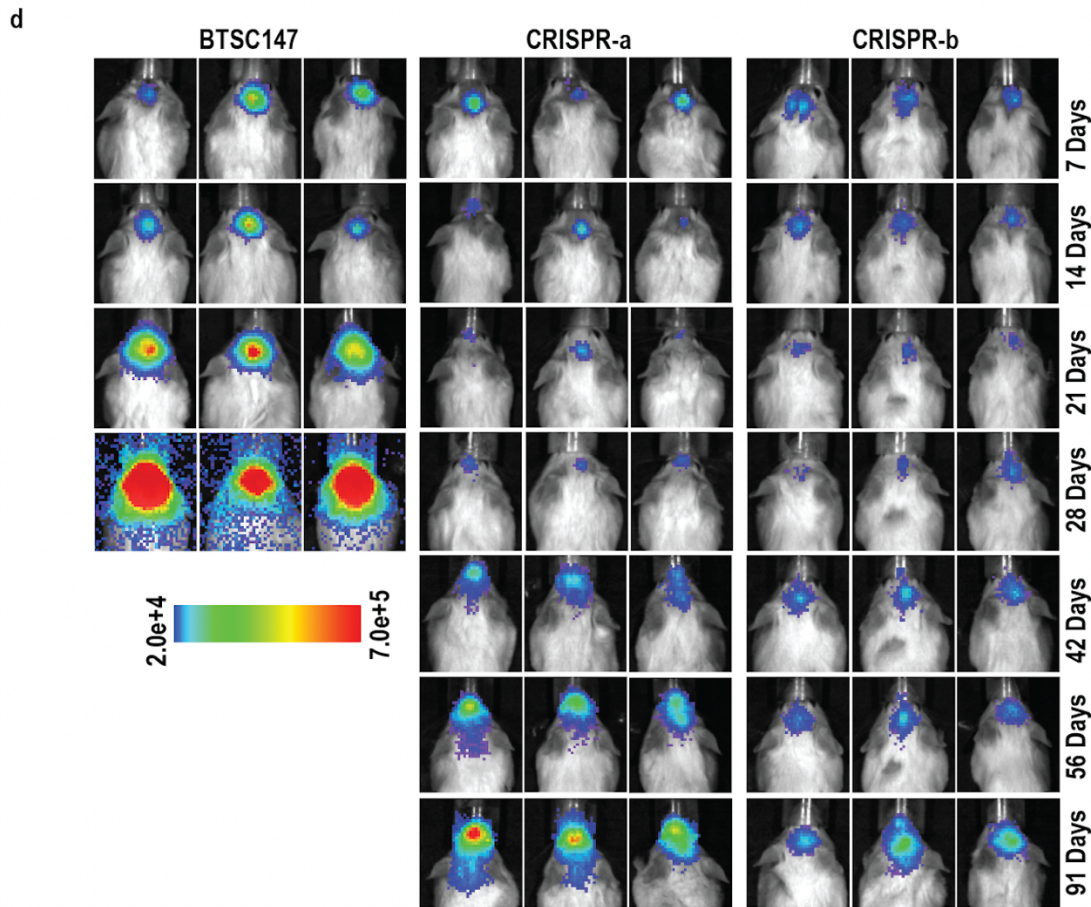 d
BTSC147 CRISPR-a CRISPR-b
7 Days
14 Days
21 Days
28 Days
42 Days
56 Days
91 Days
2.0e+4
7.0e+5